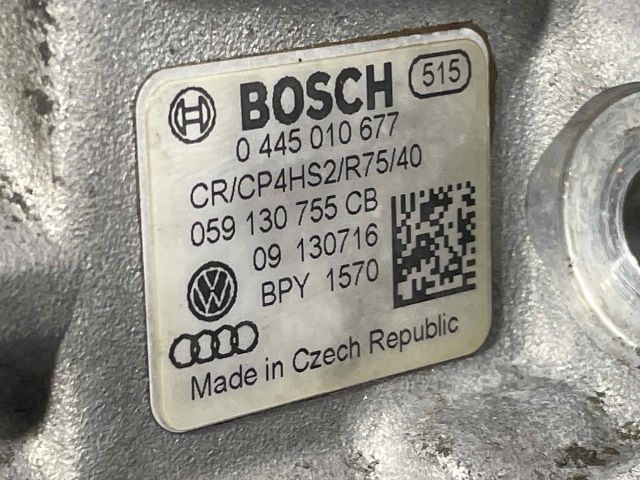 BOSCH 515
0 445 010 677
CR/CP4HS2/R75/40
059 130 755 CB
09 130716
BPY 1570
Made in Czech Republic